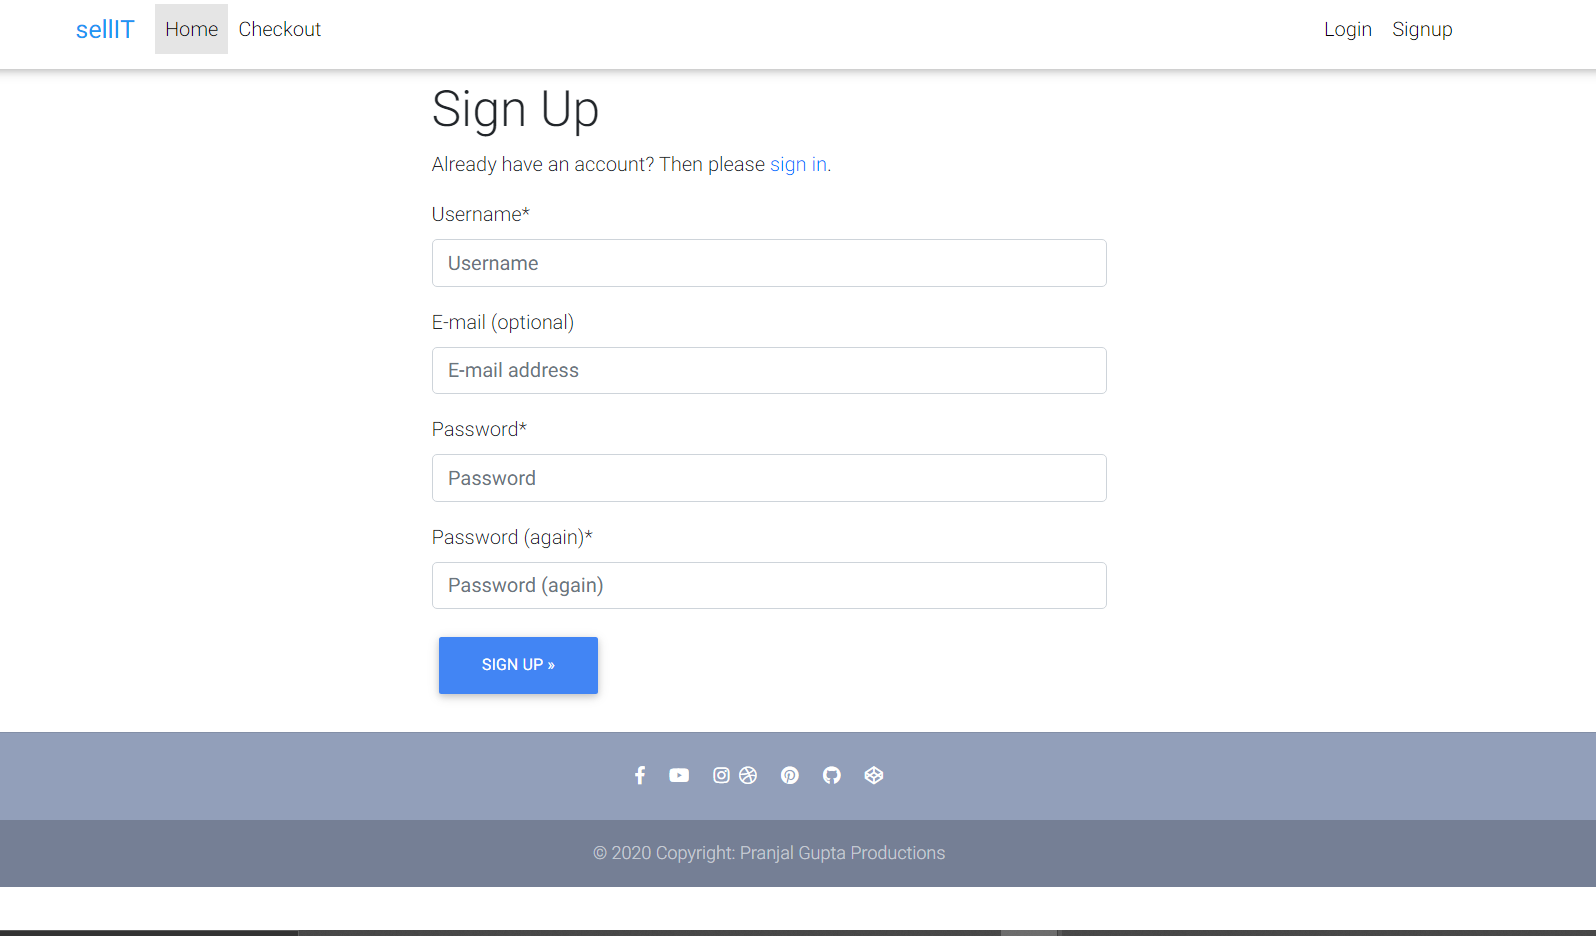 sellIT Home Checkout Login Signup
Sign Up
Already have an account? Then please sign in.
Username*
Username
E-mail (optional)
E-mail address
Password*
Password
Password (again)*
Password (again)
SIGN UP »
© 2020 Copyright: Pranjal Gupta Productions